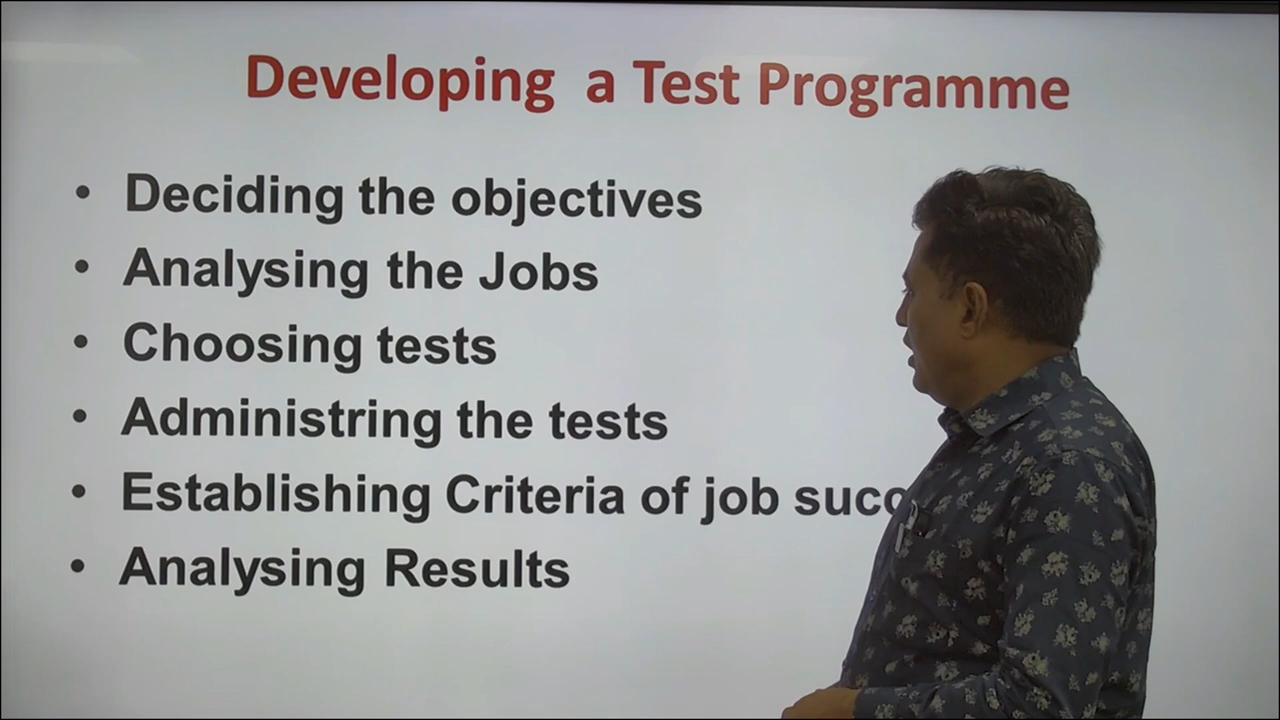 Developing a Test Programme
• Deciding the objectives
• Analysing the Jobs
• Choosing tests
• Administring the tests
• Establishing Criteria of job
• Analysing Results